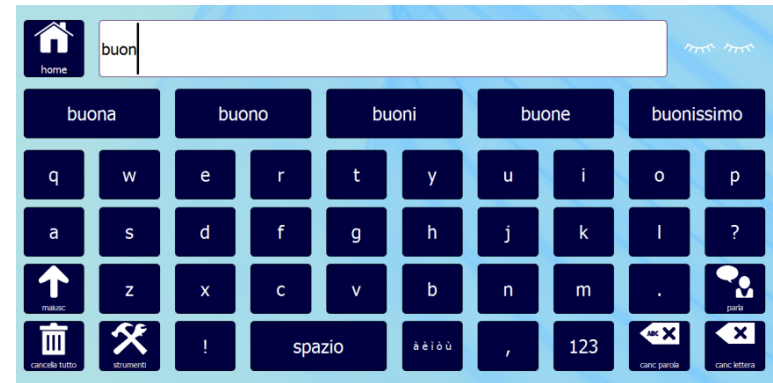 home
buon
buona buono buoni buone buonissimo
q w e r t y u i o p
a s d f g h j k l ?
maiusc z x c v b n m . parla
cancella tutto strumenti ! spazio à è ì ò ù , 123 ABC canc parola canc lettera